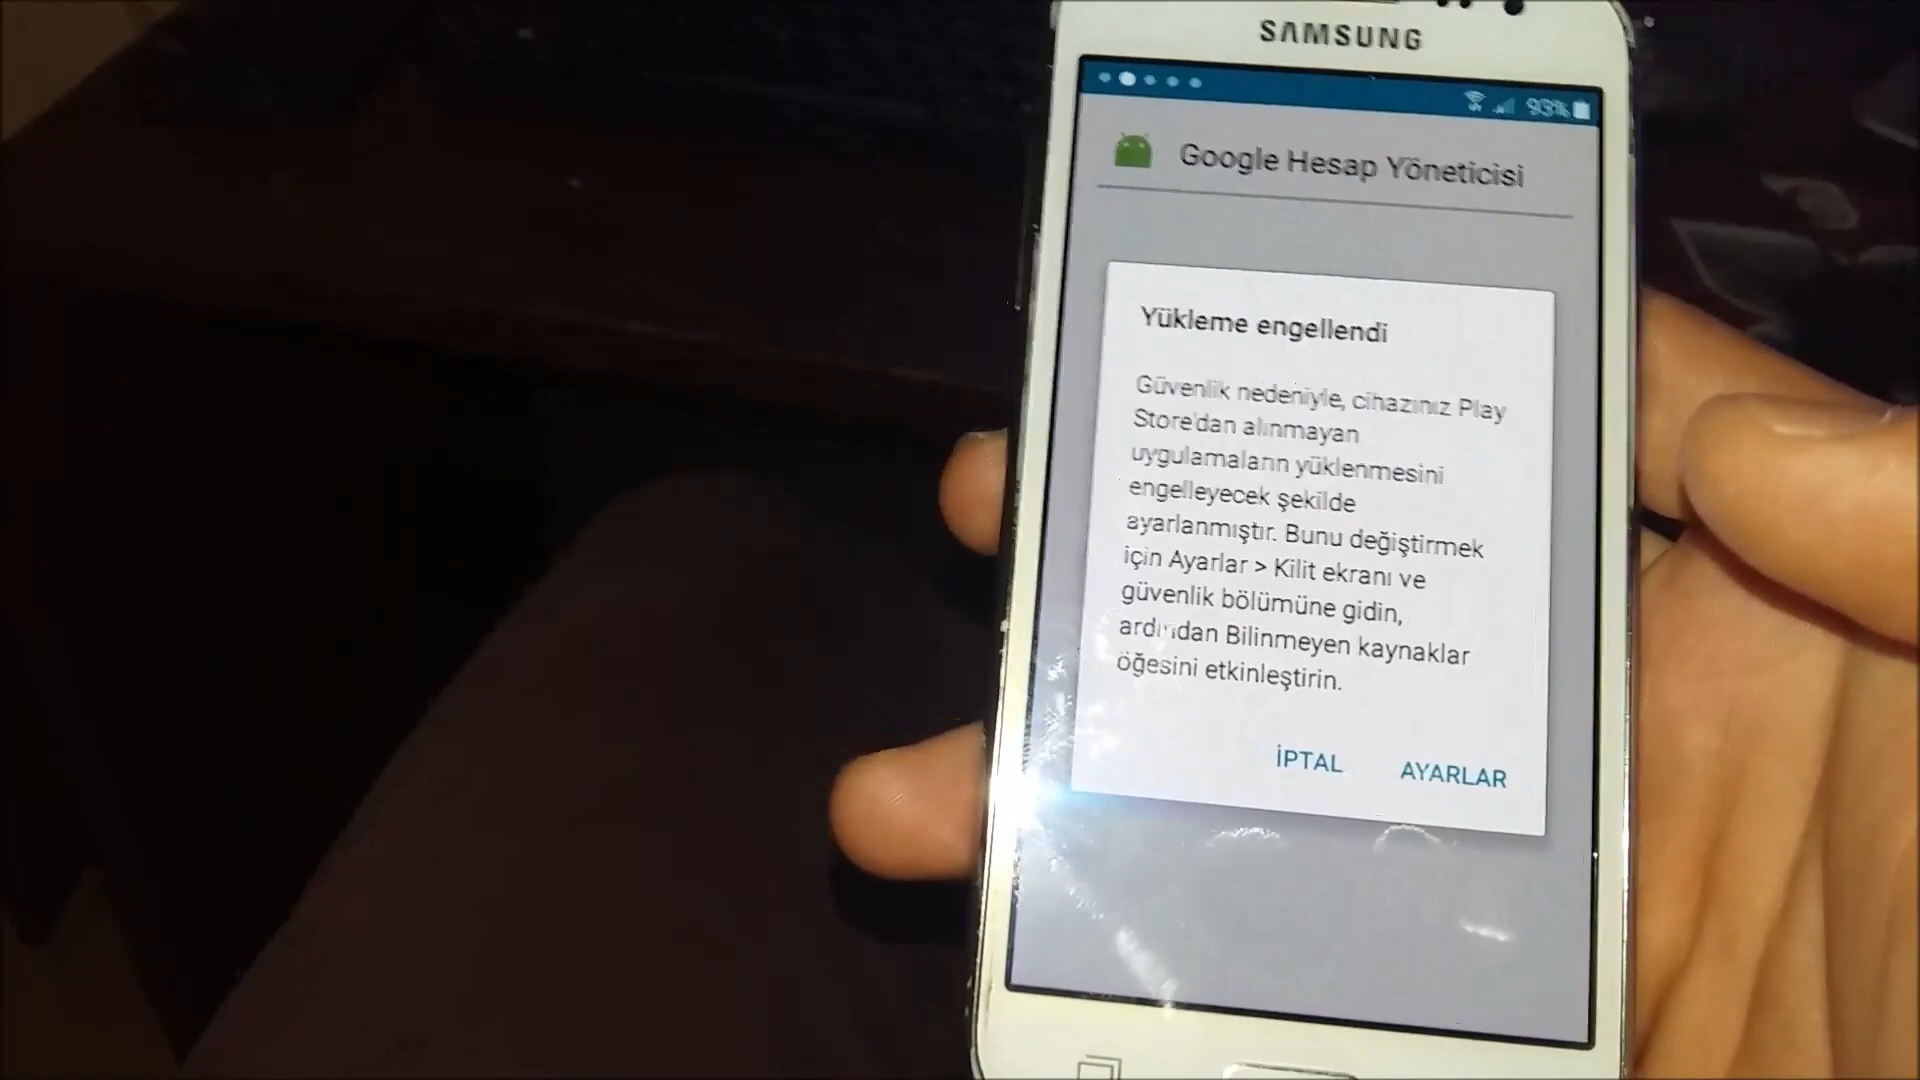 SAMSUNG
93%
Google Hesap Yöneticisi
Yükleme engellendi
Güvenlik nedeniyle, cihazınız Play
Store'dan alınmayan
uygulamaların yüklenmesini
engelleyecek şekilde
ayarlanmıştır. Bunu değiştirmek
için Ayarlar > Kilit ekranı ve
güvenlik bölümüne gidin,
ardından Bilinmeyen kaynaklar
öğesini etkinleştirin.
İPTAL AYARLAR